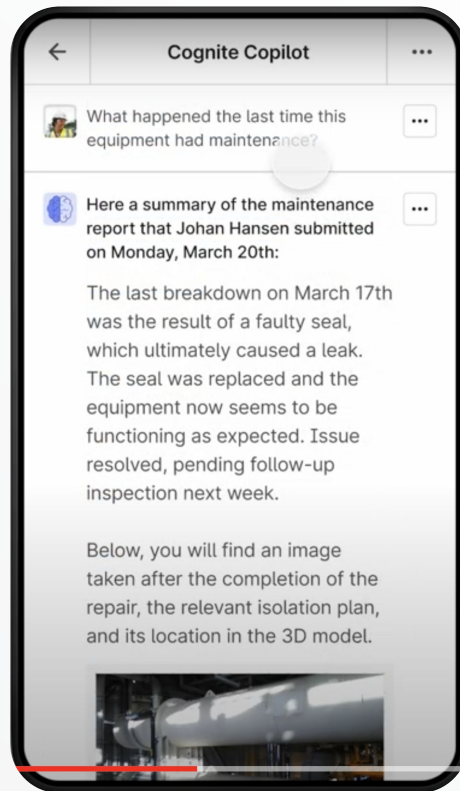 Cognite Copilot
What happened the last time this
equipment had maintenance?
Here a summary of the maintenance
report that Johan Hansen submitted
on Monday, March 20th:
The last breakdown on March 17th
was the result of a faulty seal,
which ultimately caused a leak.
The seal was replaced and the
equipment now seems to be
functioning as expected. Issue
resolved, pending follow-up
inspection next week.
Below, you will find an image
taken after the completion of the
repair, the relevant isolation plan,
and its location in the 3D model.